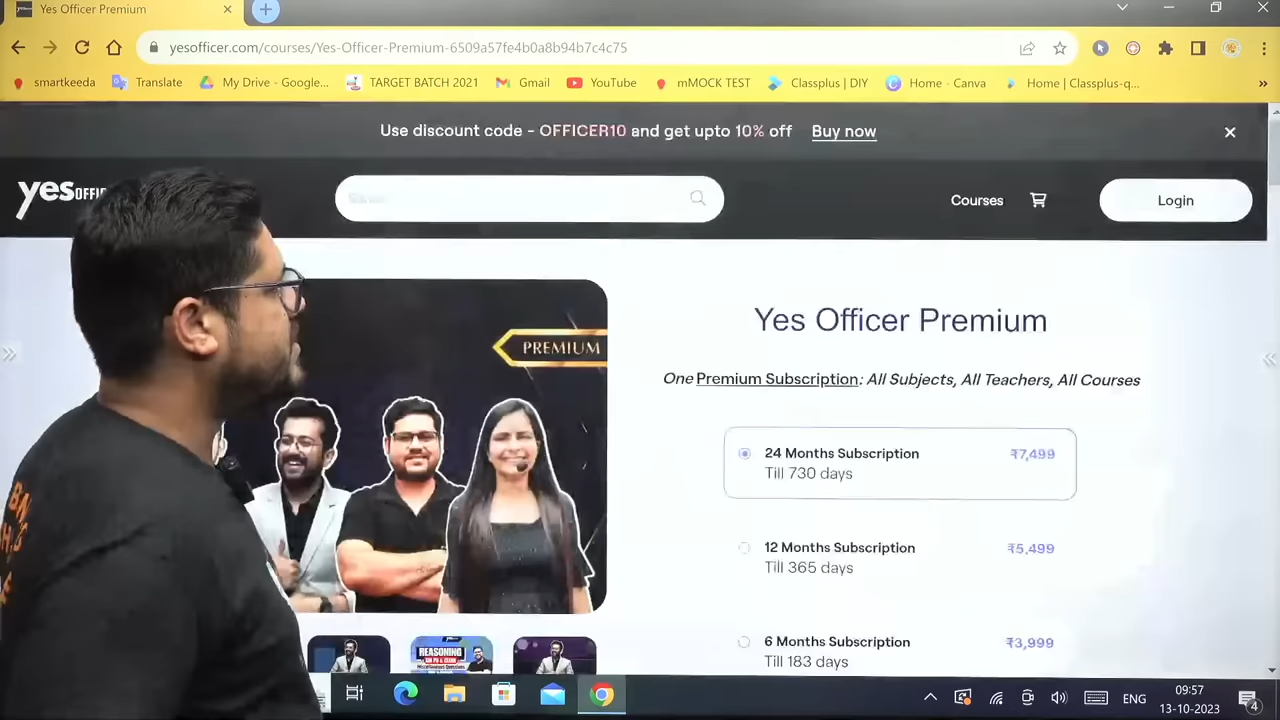 Yes Officer Premium
yesofficer.com/courses/Yes-Officer-Premium-6509a57fe4b0a8b94b7c4c75
smartkeeda
Translate
My Drive - Google...
TARGET BATCH 2021
Gmail
YouTube
mMOCK TEST
Classplus | DIY
Home - Canva
Home | Classplus-q...
Use discount code - OFFICER10 and get upto 10% off Buy now
yes
Courses
Login
PREMIUM
Yes Officer Premium
One Premium Subscription: All Subjects, All Teachers, All Courses
24 Months Subscription ₹7,499
Till 730 days
12 Months Subscription ₹5,499
Till 365 days
6 Months Subscription ₹3,999
Till 183 days
REASONING
ENG
09:57
13-10-2023
4